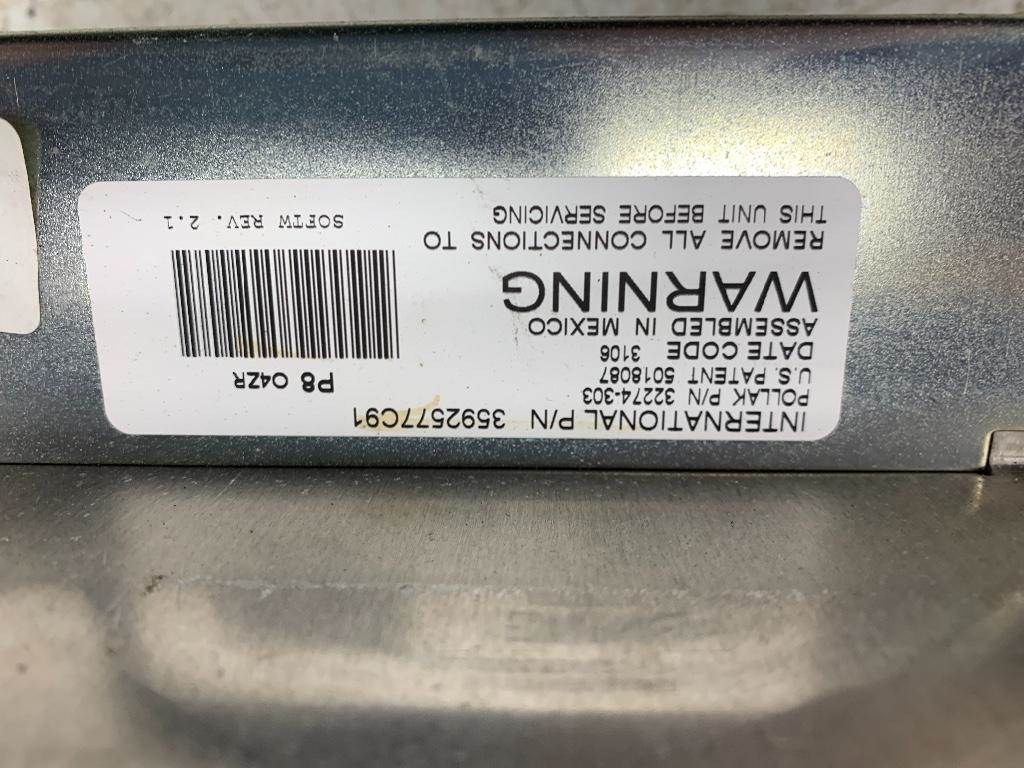 INTERNATIONAL P/N 3592577C91
POLLAK P/N 32274-303
U.S. PATENT 5018087
DATE CODE 3106
ASSEMBLED IN MEXICO
WARNING
REMOVE ALL CONNECTIONS TO
THIS UNIT BEFORE SERVICING
P8 04ZR
SOFTW REV. 2.1